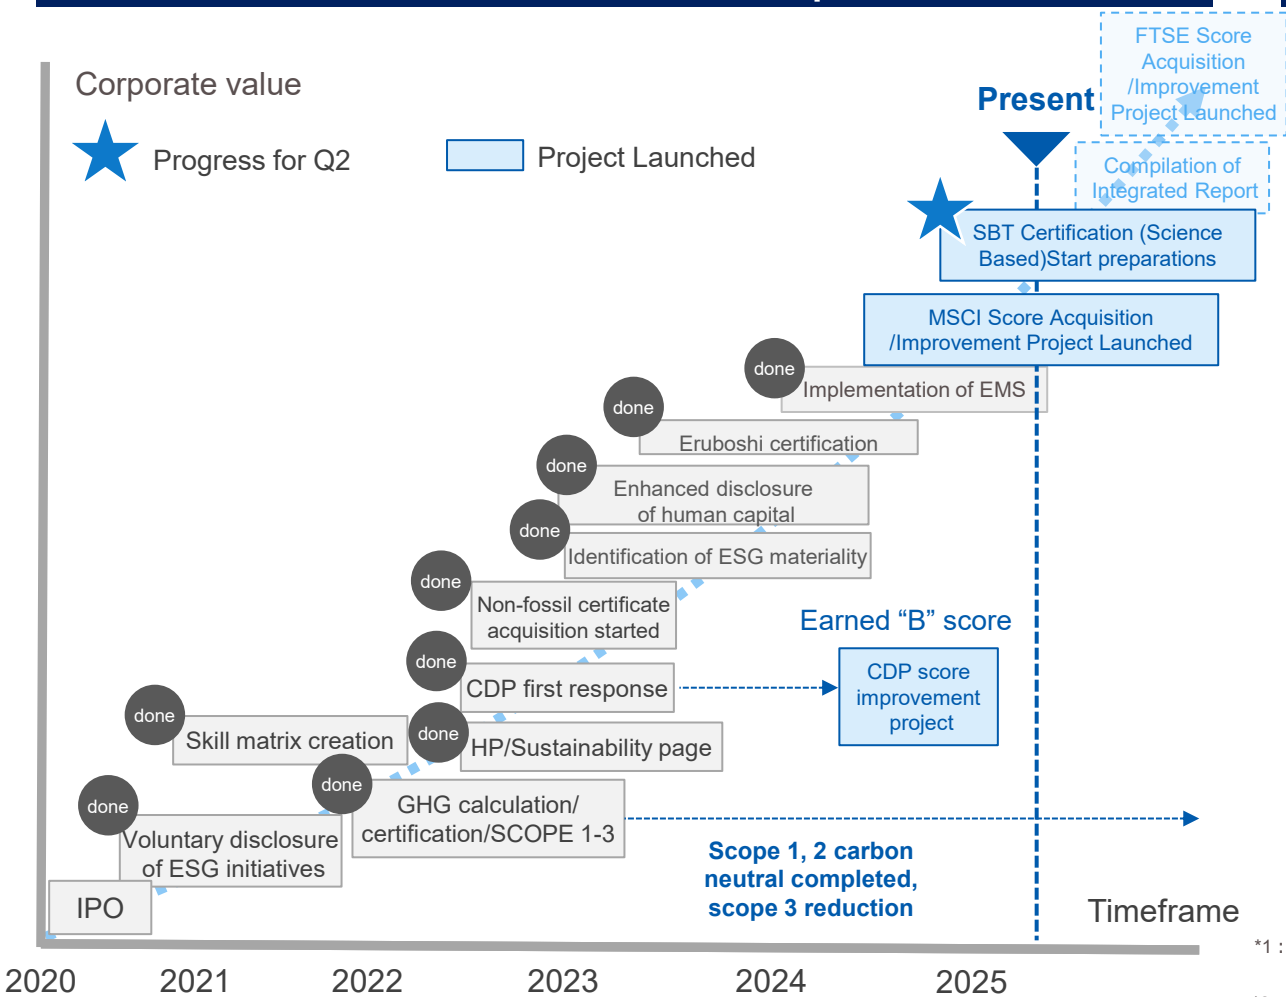 FTSE Score
Acquisition
/Improvement
Project Launched
Corporate value
Present
Progress for Q2
Project Launched
Compilation of
Integrated Report
SBT Certification (Science
Based)Start preparations
MSCI Score Acquisition
/Improvement Project Launched
done
Implementation of EMS
done
Eruboshi certification
done
Enhanced disclosure
of human capital
done
Identification of ESG materiality
done
Non-fossil certificate
acquisition started
Earned “B” score
done
CDP first response
CDP score
improvement
project
done
Skill matrix creation
done
HP/Sustainability page
done
GHG calculation/
certification/SCOPE 1-3
done
Voluntary disclosure
of ESG initiatives
Scope 1, 2 carbon
neutral completed,
scope 3 reduction
IPO
Timeframe
*1 :
2020
2021
2022
2023
2024
2025